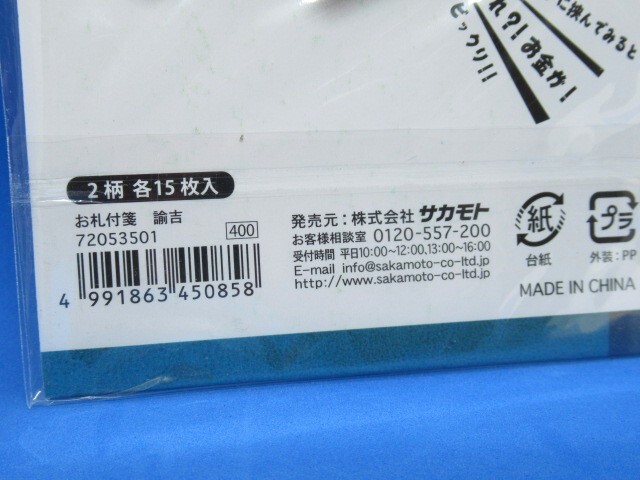 に挟んでみると
れ?!お金が!
ビックリ!!
2柄 各15枚入
お札付箋 諭吉
72053501
400
4 991863 450858
発売元:株式会社 サカモト
お客様相談室 0120-557-200
受付時間 平日10:00~12:00,13:00~16:00
E-mail info@sakamoto-co-ltd.jp
http://www.sakamoto-co-ltd.jp
紙
台紙
プラ
外装:PP
MADE IN CHINA